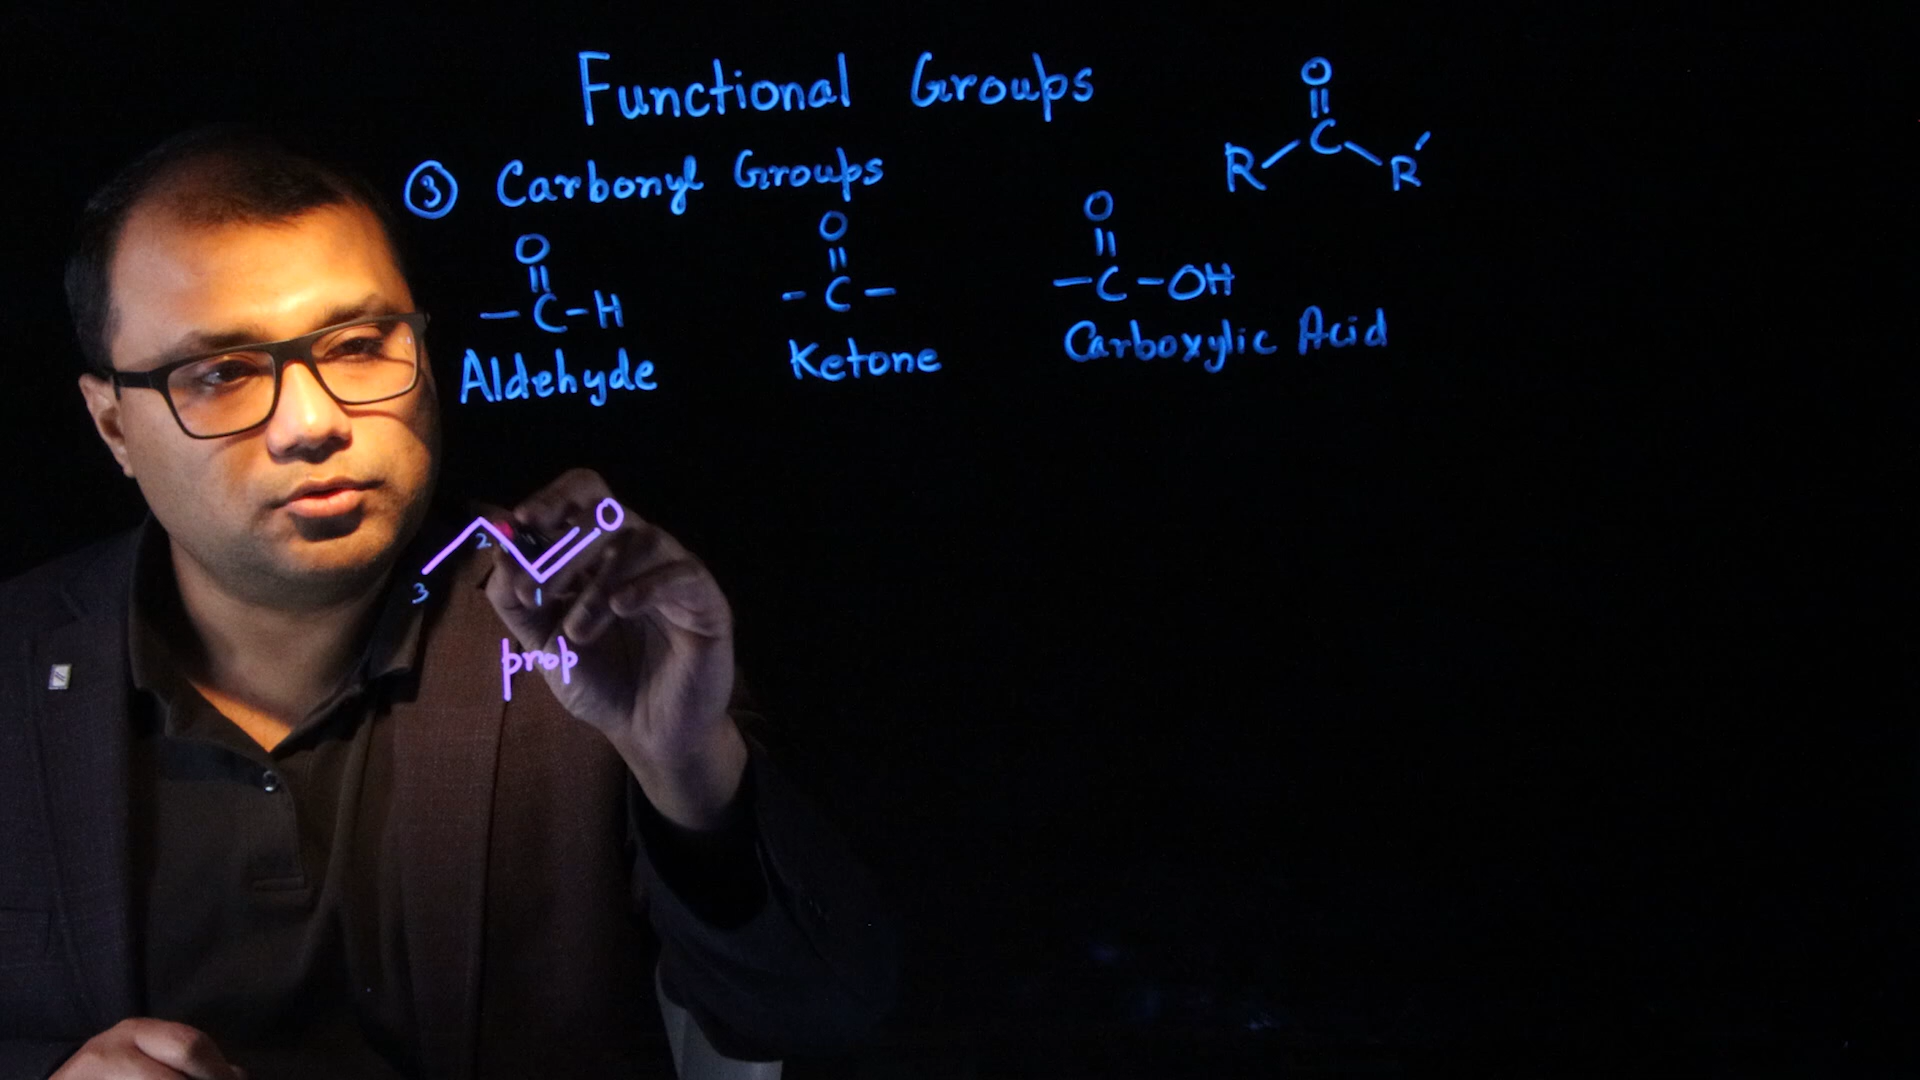 Functional Groups
③ Carbonyl Groups
O
||
R C R′
O
||
-C-H
Aldehyde
O
||
-C-
Ketone
O
||
-C-OH
Carboxylic Acid
O
3 2 1
prop